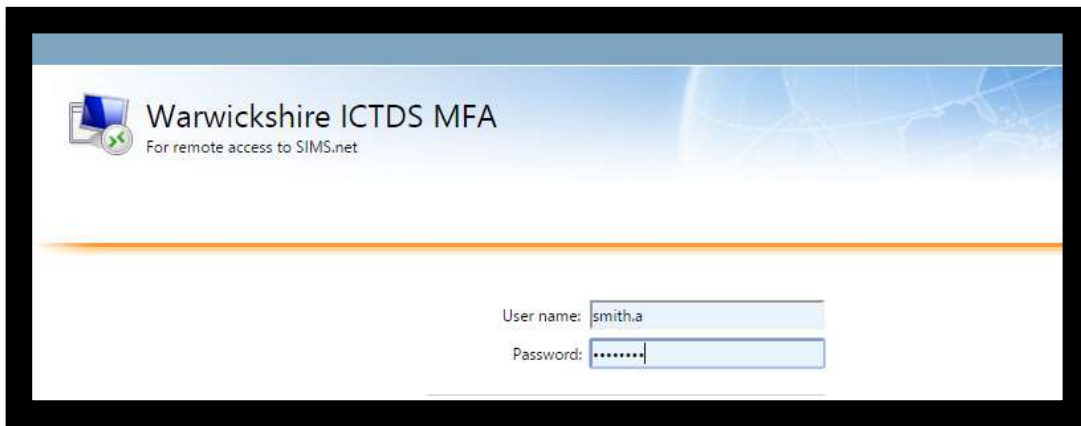 Warwickshire ICTDS MFA
For remote access to SIMS.net
User name: smith.a
Password: ••••••••